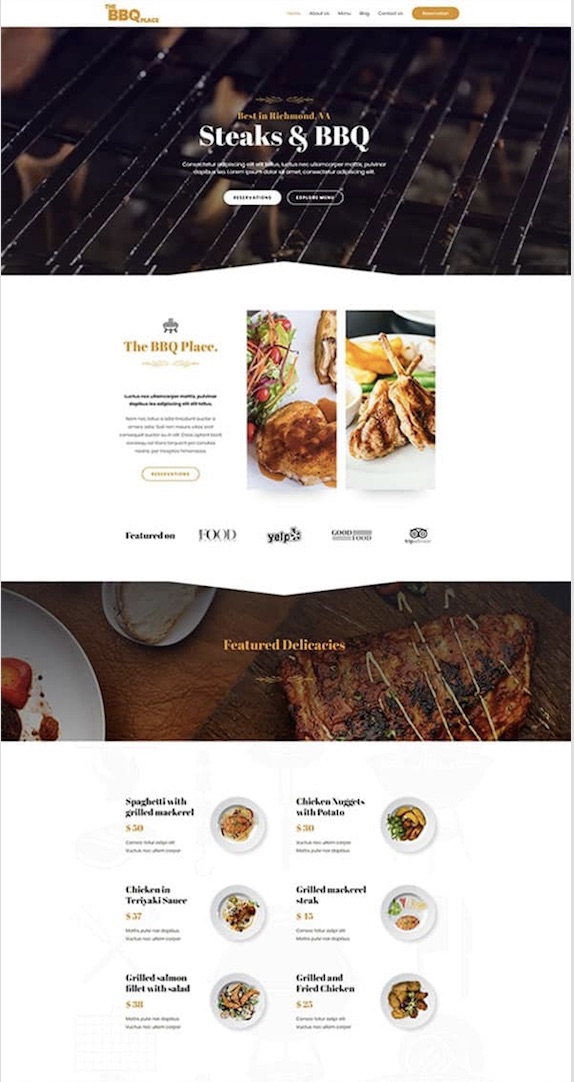 THE
BBQ
PLACE
Home About Us Menu Blog Contact Us Reservation
Best in Richmond, VA
Steaks & BBQ
Consectetur adipiscing elit elit tellus, luctus nec ullamcorper mattis, pulvinar
dapibus leo. Lorem ipsum dolor sit amet, consectetur adipiscing elit.
RESERVATIONS EXPLORE MENU
The BBQ Place.
Luctus nec ullamcorper mattis, pulvinar
dapibus leo adipiscing elit elit tellus.
RESERVATIONS
Featured on
FOOD
yelp
GOOD
FOOD
tripadvisor
Featured Delicacies
Spaghetti with
grilled mackerel
$ 50
Consec tetur adipi elit
Vuctus nec ullam corper
Chicken Nuggets
with Potato
$ 30
Vuctus nec ullam corper
Mattis pulvi nar dapibus
Chicken in
Teriyaki Sauce
$ 57
Mattis pulvi nar dapibus
Vuctus nec ullam corper
Grilled mackerel
steak
$ 45
Consec tetur adipi elit
Mattis pulvi nar dapibus
Grilled salmon
fillet with salad
$ 38
Mattis pulvi nar dapibus
Vuctus nec ullam corper
Grilled and
Fried Chicken
$ 25
Consec tetur adipi elit
Vuctus nec ullam corper